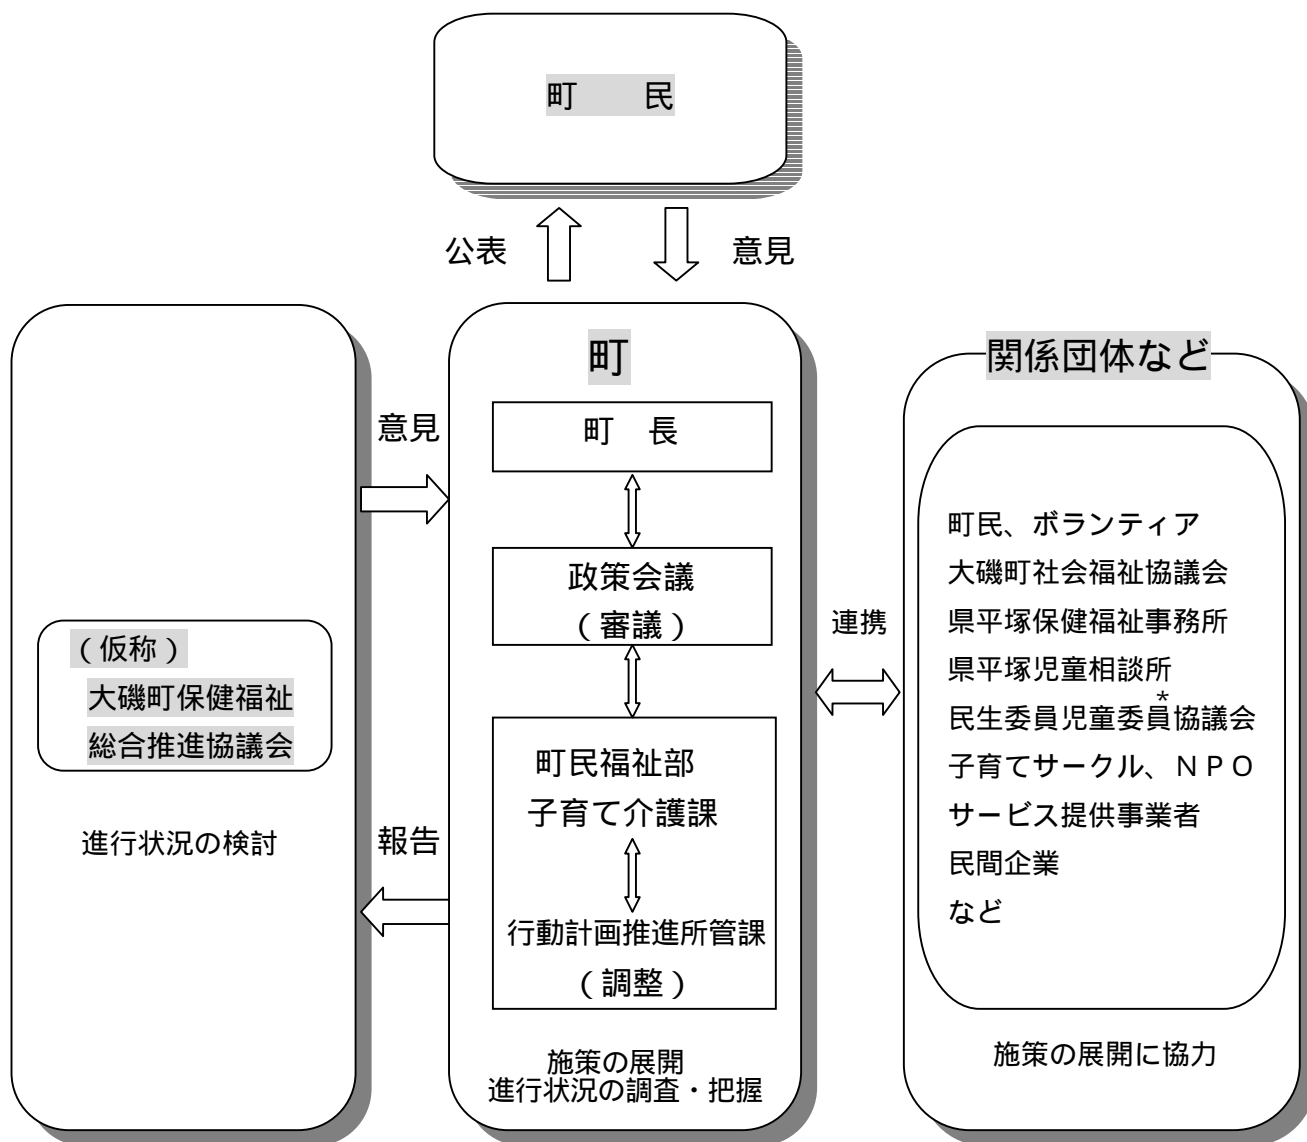 町　　民
公表
意見
意見
（仮称）
大磯町保健福祉
総合推進協議会
進行状況の検討
報告
町
町　長
政策会議
（審議）
町民福祉部
子育て介護課
行動計画推進所管課
（調整）
施策の展開
進行状況の調査・把握
連携
関係団体など
町民、ボランティア
大磯町社会福祉協議会
県平塚保健福祉事務所
県平塚児童相談所
*
民生委員児童委員協議会
子育てサークル、ＮＰＯ
サービス提供事業者
民間企業
など
施策の展開に協力